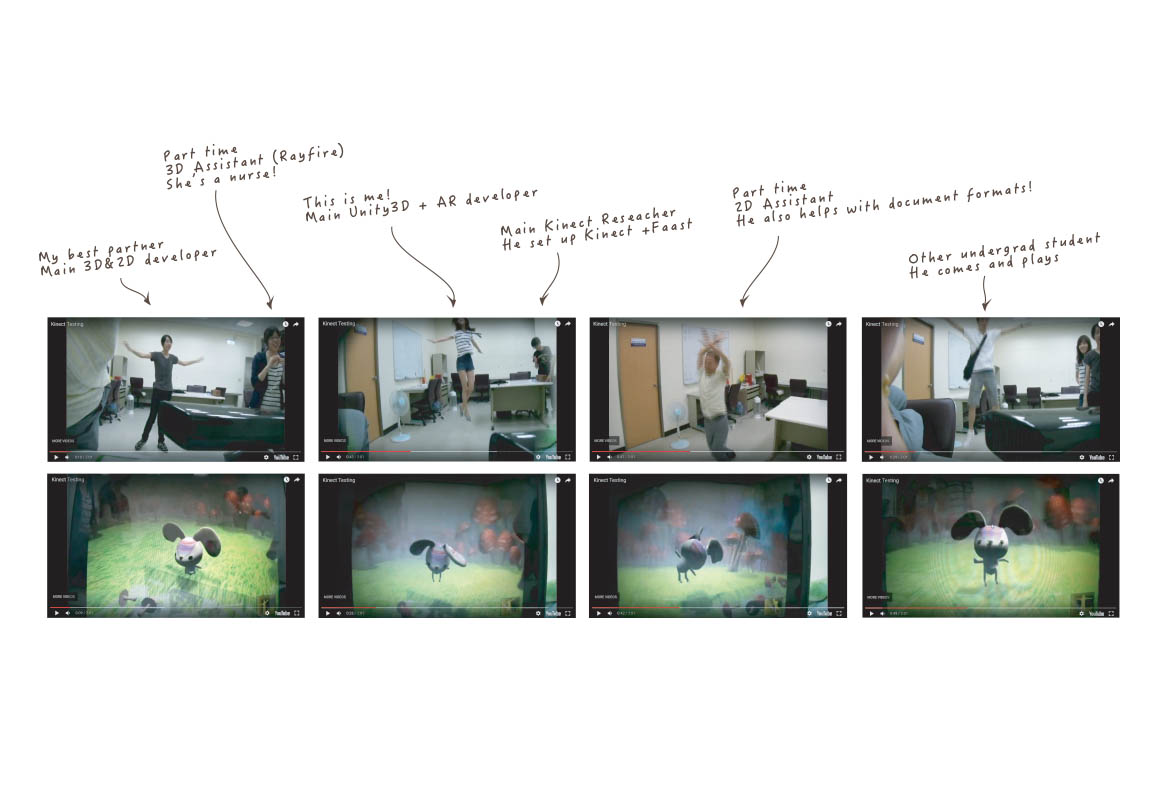 Part time
3D Assistant (Rayfire)
She's a nurse!
This is me!
Main Unity3D + AR developer
Part time
2D Assistant
He also helps with document formats!
Main Kinect Reseacher
He set up Kinect +Faast
My best partner
Main 3D&2D developer
Other undergrad student
He comes and plays
Kinect Testing
Kinect Testing
Kinect Testing
Kinect Testing
MORE VIDEOS
MORE VIDEOS
MORE VIDEOS
MORE VIDEOS
YouTube
YouTube
YouTube
YouTube
Kinect Testing
Kinect Testing
Kinect Testing
Kinect Testing
MORE VIDEOS
MORE VIDEOS
MORE VIDEOS
MORE VIDEOS
YouTube
YouTube
YouTube
YouTube